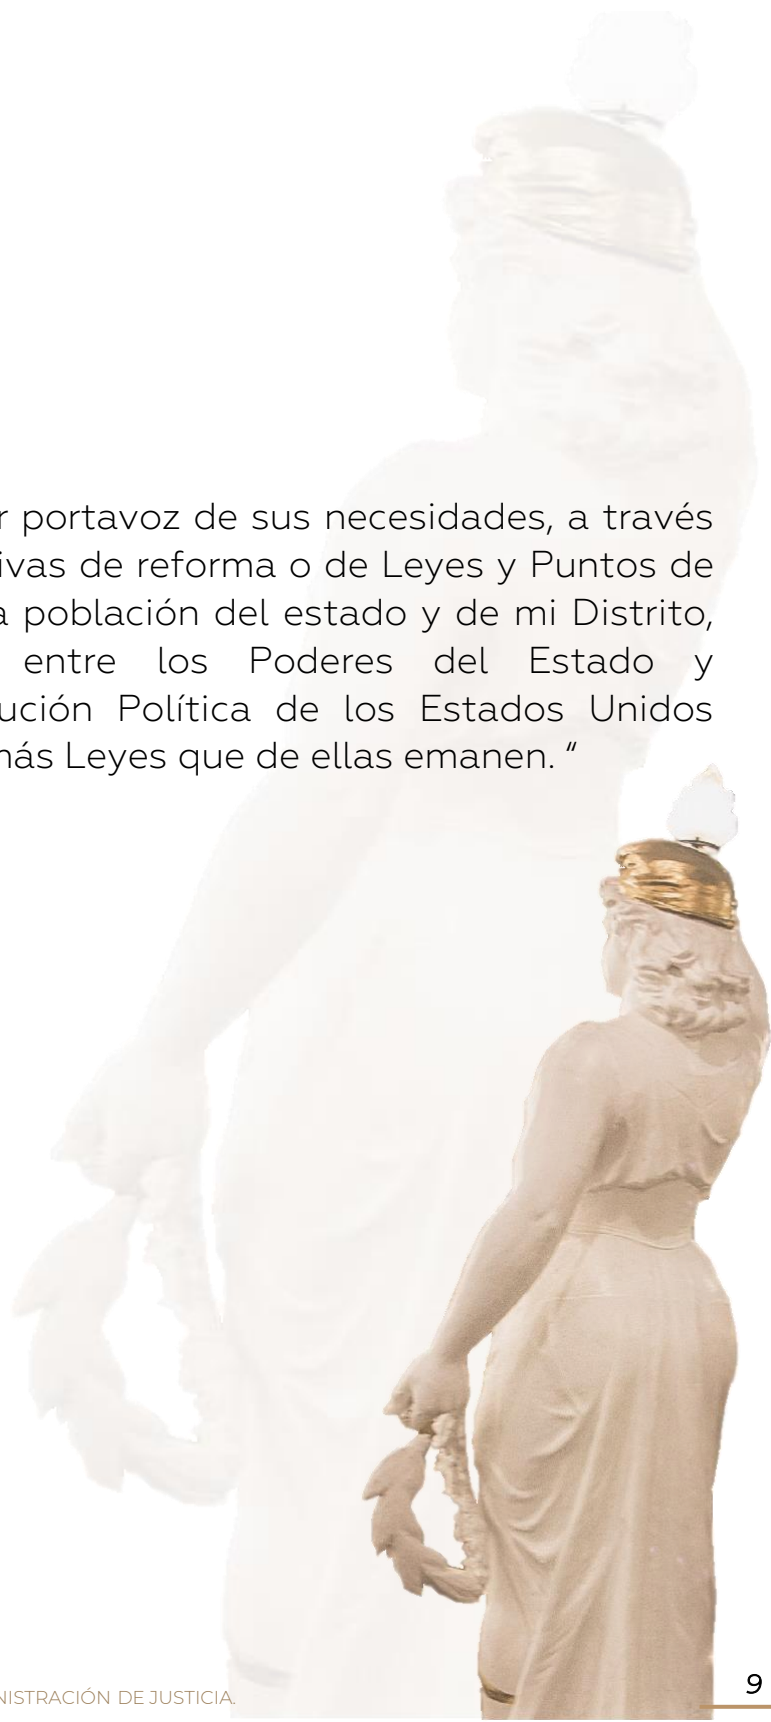 r portavoz de sus necesidades, a través
ivas de reforma o de Leyes y Puntos de
a población del estado y de mi Distrito,
entre los Poderes del Estado y
ución Política de los Estados Unidos
más Leyes que de ellas emanen. “
NISTRACIÓN DE JUSTICIA.
9